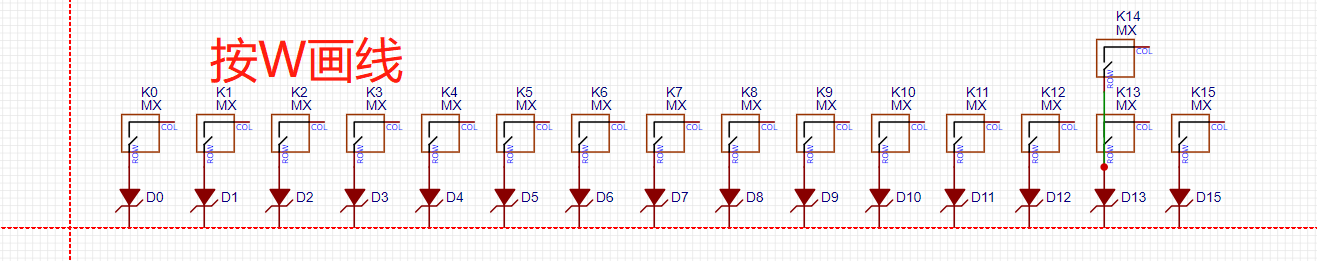 K14
MX
COL
ROW
按W画线
K0 K1 K2 K3 K4 K5 K6 K7 K8 K9 K10 K11 K12 K13 K15
MX MX MX MX MX MX MX MX MX MX MX MX MX MX MX
COL COL COL COL COL COL COL COL COL COL COL COL COL COL COL
ROW ROW ROW ROW ROW ROW ROW ROW ROW ROW ROW ROW ROW ROW ROW
D0 D1 D2 D3 D4 D5 D6 D7 D8 D9 D10 D11 D12 D13 D15